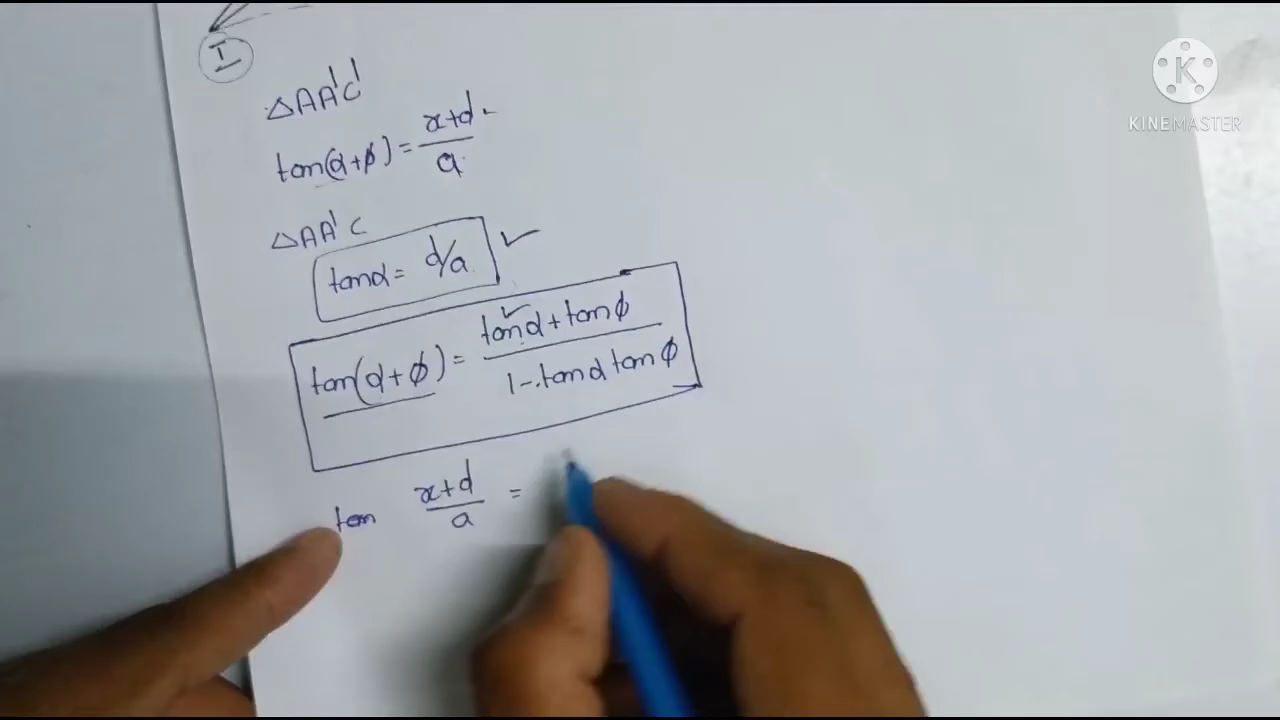 I
△AA'C'
tan(α+ϕ) = x+d / a
△AA'C
tanα = d/a ✓
tan(α+ϕ) = tanα + tanϕ / 1 - tanα tanϕ
tan x+d / a =
K
KINEMASTER